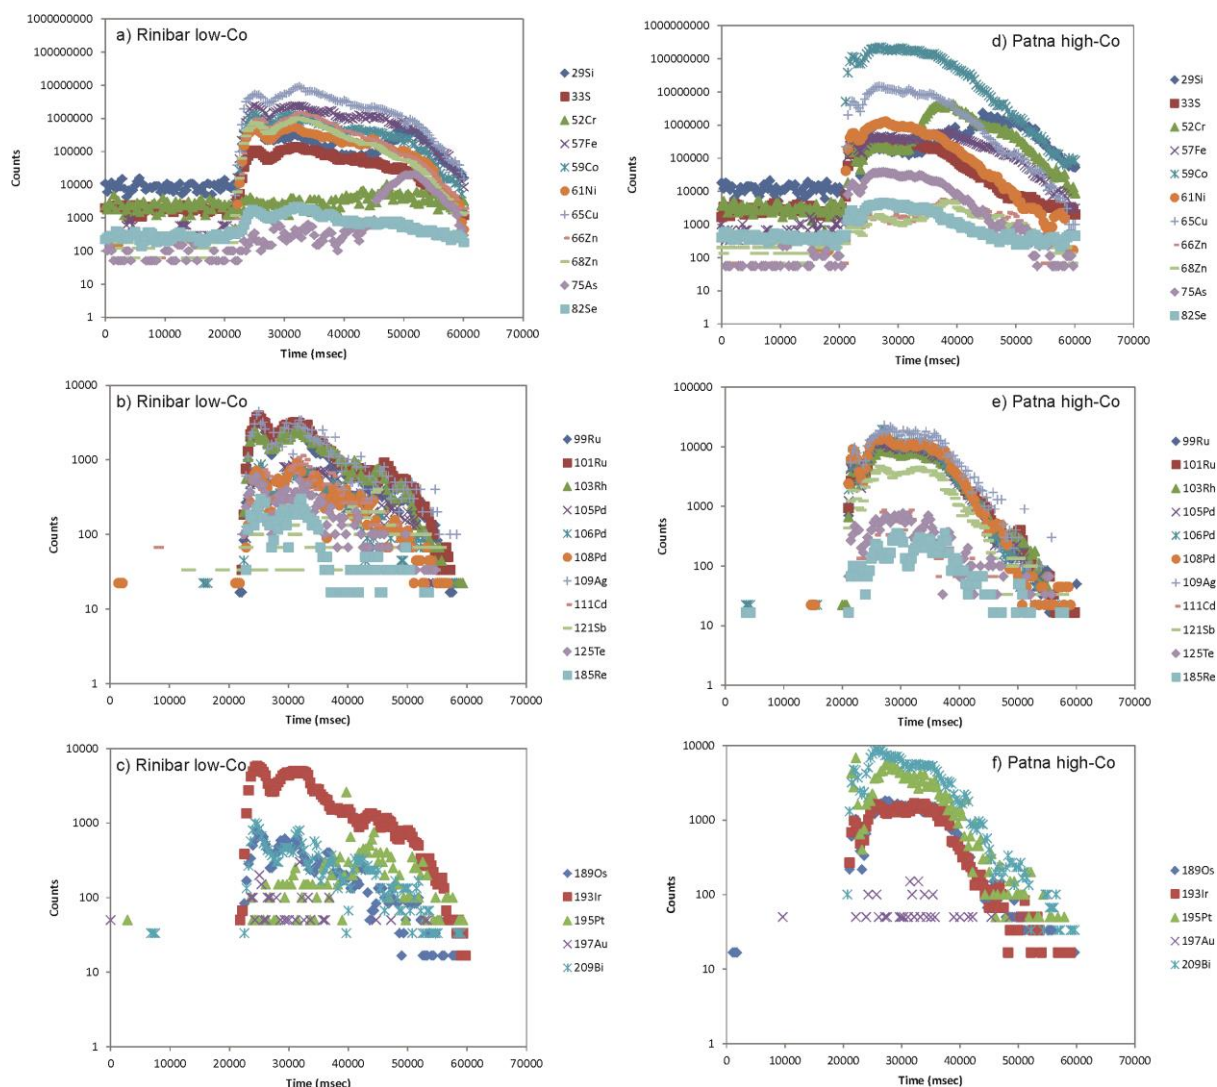 a) Rinibar low-Co
1000000000
100000000
10000000
1000000
100000
10000
1000
100
10
1
Counts
0 10000 20000 30000 40000 50000 60000 70000
Time (msec)
29Si
33S
52Cr
57Fe
59Co
61Ni
65Cu
66Zn
68Zn
75As
82Se
d) Patna high-Co
1000000000
100000000
10000000
1000000
100000
10000
1000
100
10
1
Counts
0 10000 20000 30000 40000 50000 60000 70000
Time (msec)
29Si
33S
52Cr
57Fe
59Co
61Ni
65Cu
66Zn
68Zn
75As
82Se
b) Rinibar low-Co
10000
1000
100
10
1
Counts
0 10000 20000 30000 40000 50000 60000 70000
Time (msec)
99Ru
101Ru
103Rh
105Pd
106Pd
108Pd
109Ag
111Cd
121Sb
125Te
185Re
e) Patna high-Co
100000
10000
1000
100
10
1
Counts
0 10000 20000 30000 40000 50000 60000 70000
Time (msec)
99Ru
101Ru
103Rh
105Pd
106Pd
108Pd
109Ag
111Cd
121Sb
125Te
185Re
c) Rinibar low-Co
10000
1000
100
10
1
Counts
0 10000 20000 30000 40000 50000 60000 70000
Time (msec)
189Os
193Ir
195Pt
197Au
209Bi
f) Patna high-Co
10000
1000
100
10
1
Counts
0 10000 20000 30000 40000 50000 60000 70000
Time (msec)
189Os
193Ir
195Pt
197Au
209Bi